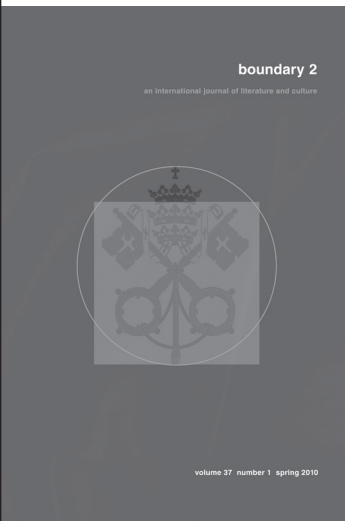 boundary 2
an international journal of literature and culture
volume 37 number 1 spring 2010